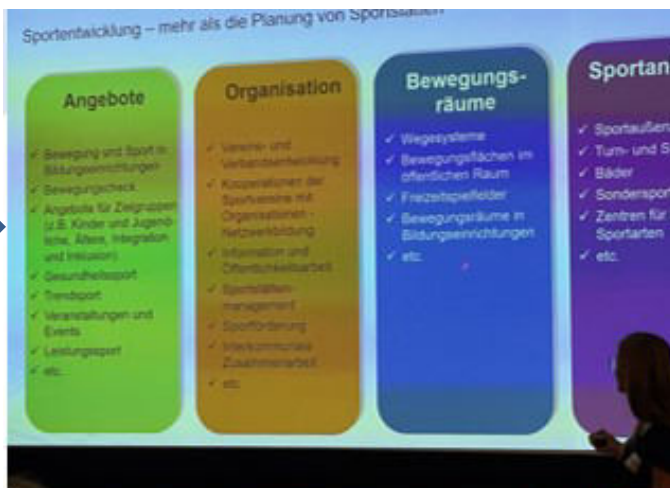 Sportentwicklung – mehr als die Planung von Sportstätten
Angebote
✓ Bewegung und Sport in
Bildungseinrichtungen
✓ Bewegungscheck
✓ Angebote für Zielgruppen
(z.B. Kinder und Jugend-
liche, Ältere, Integration
und Inklusion)
✓ Gesundheitssport
✓ Trendsport
✓ Veranstaltungen und
Events
✓ Leistungssport
✓ etc.
Organisation
✓ Vereins- und
Verbandsentwicklung
✓ Kooperationen der
Sportvereine mit
Organisationen -
Netzwerkbildung
✓ Information und
Öffentlichkeitsarbeit
✓ Sportstätten-
management
✓ Sportförderung
✓ Interkommunale
Zusammenarbeit
✓ etc.
Bewegungs-
räume
✓ Wegesysteme
✓ Bewegungsflächen im
öffentlichen Raum
✓ Freizeitspielfelder
✓ Bewegungsräume in
Bildungseinrichtungen
✓ etc.
Sportan
✓ Sportaußen
✓ Turn- und S
✓ Bäder
✓ Sonderspor
✓ Zentren für
Sportarten
✓ etc.